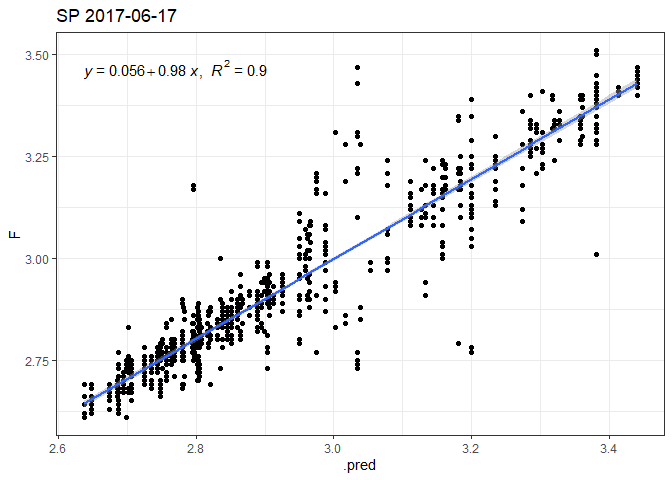 SP 2017-06-17
y = 0.056 + 0.98 x, R² = 0.9
3.50
3.25
3.00
2.75
F
2.6 2.8 3.0 3.2 3.4
.pred